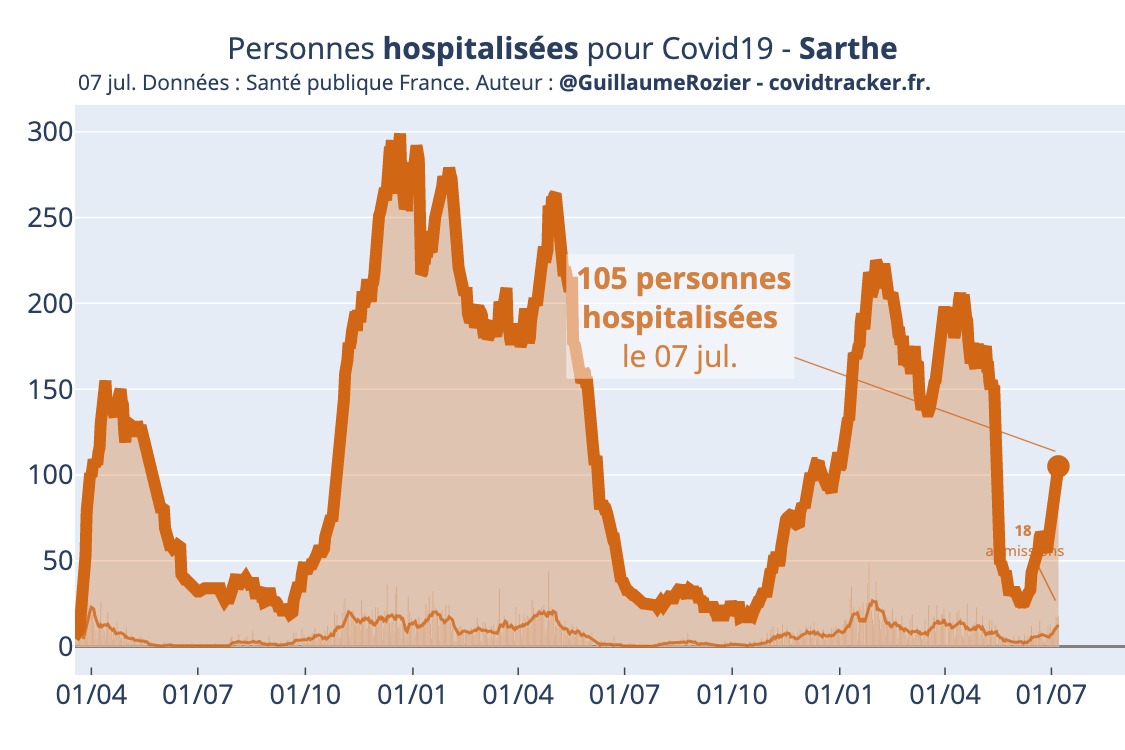 Personnes hospitalisées pour Covid19 - Sarthe
07 jul. Données : Santé publique France. Auteur : @GuillaumeRozier - covidtracker.fr.
300
250
200
150
100
50
0
105 personnes
hospitalisées
le 07 jul.
18
admissions
01/04 01/07 01/10 01/01 01/04 01/07 01/10 01/01 01/04 01/07